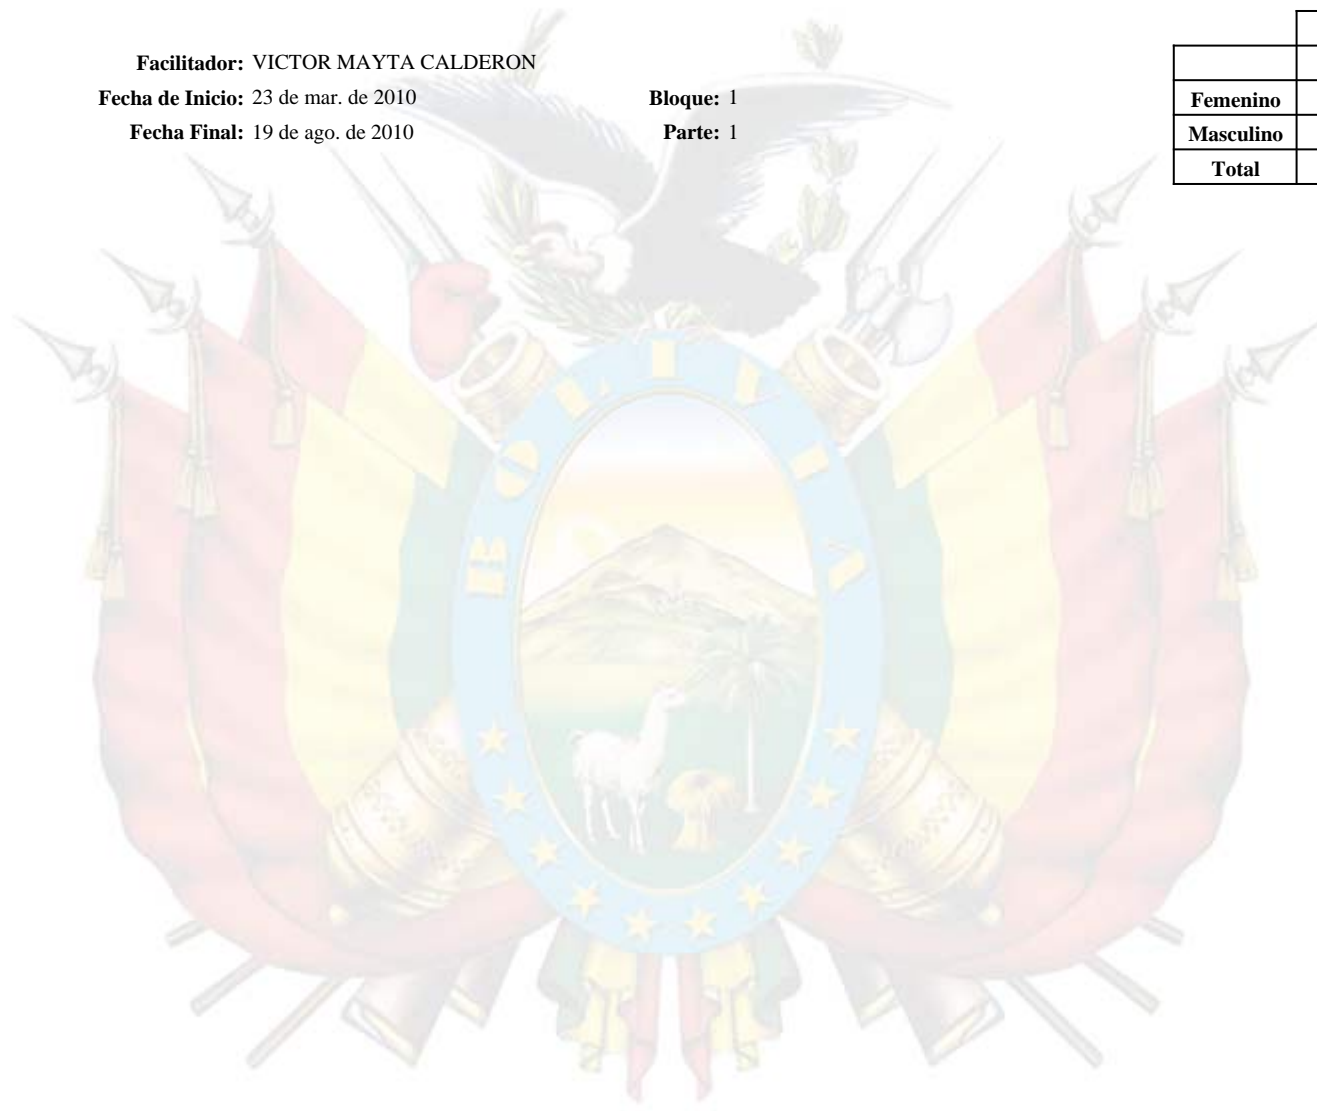 Facilitador: VICTOR MAYTA CALDERON
Fecha de Inicio: 23 de mar. de 2010 Bloque: 1
Fecha Final: 19 de ago. de 2010 Parte: 1
Femenino
Masculino
Total
BOLIVIA